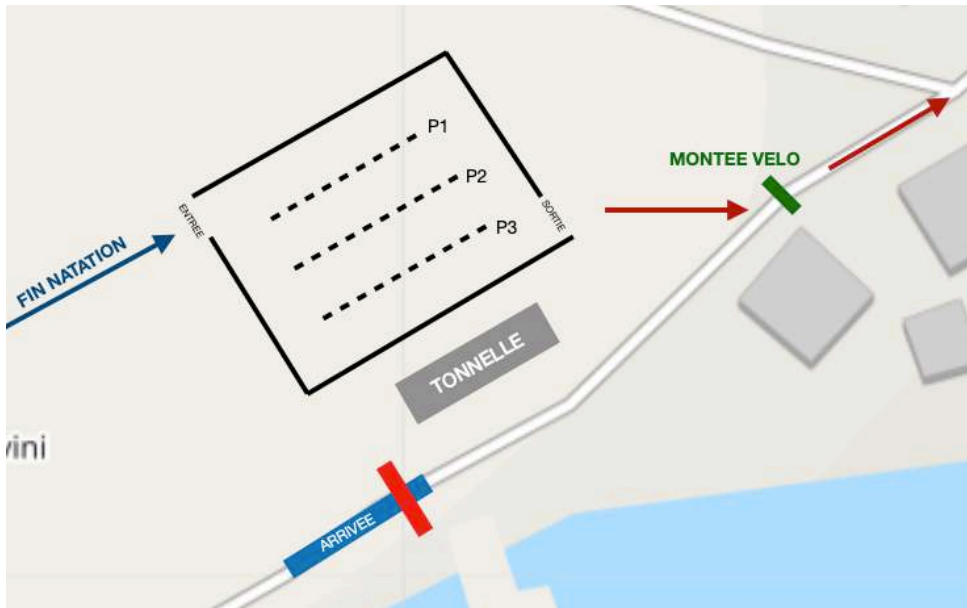 P1
MONTEE VELO
P2
ENTREE
SORTIE
P3
FIN NATATION
TONNELLE
vini
ARRIVEE